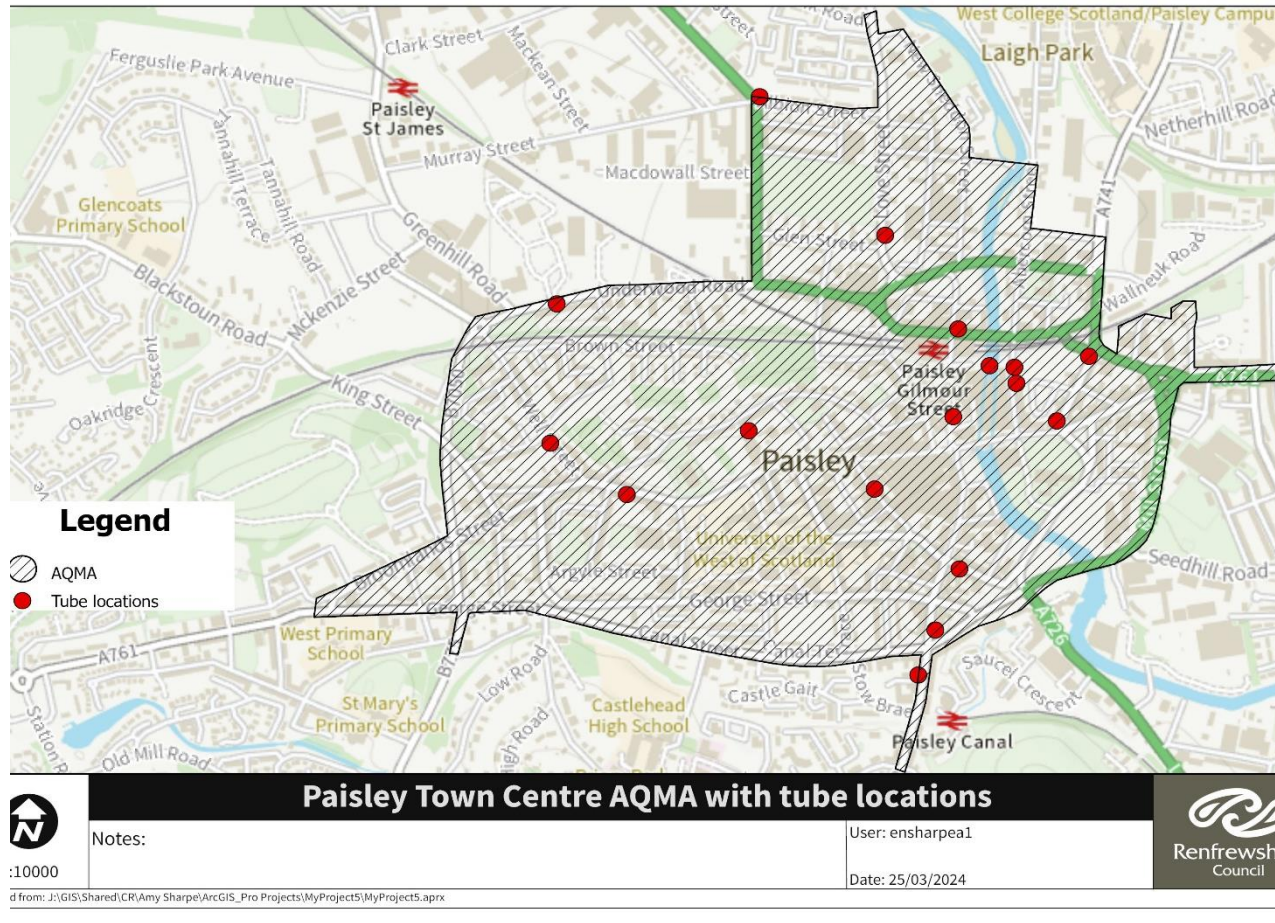 West College Scotland/Paisley Campu
Laigh Park
Clark Street
Mackean Street
Ferguslie Park Avenue
Paisley
St James
Netherhill Road
Murray Street
Macdowall Street
Love Street
A741
Tannahill Terrace
Tannahill Road
Glencoats
Primary School
Glen Street
Greenhill Road
Wallneuk Road
Blackstoun Road
Mckenzie Street
Underwood Road
Brown Street
Paisley
Gilmour
Street
Oakridge Crescent
King Street
Paisley
Legend
AQMA
Tube locations
University of the
West of Scotland
Broomlands Street
Argyle Street
George Street
George Street
Seedhill Road
A726
West Primary
School
A761
Canal Street
Canal Terrace
Saucel Crescent
Low Road
St Mary's
Primary School
Castlehead
High School
Castle Gait
Stow Brae
High Road
Station R
Old Mill Road
Paisley Canal
Paisley Town Centre AQMA with tube locations
N
:10000
Notes:
User: ensharpea1
Date: 25/03/2024
Renfrewsh
Council
d from: J:\GIS\Shared\CR\Amy Sharpe\ArcGIS_Pro Projects\MyProject5\MyProject5.aprx